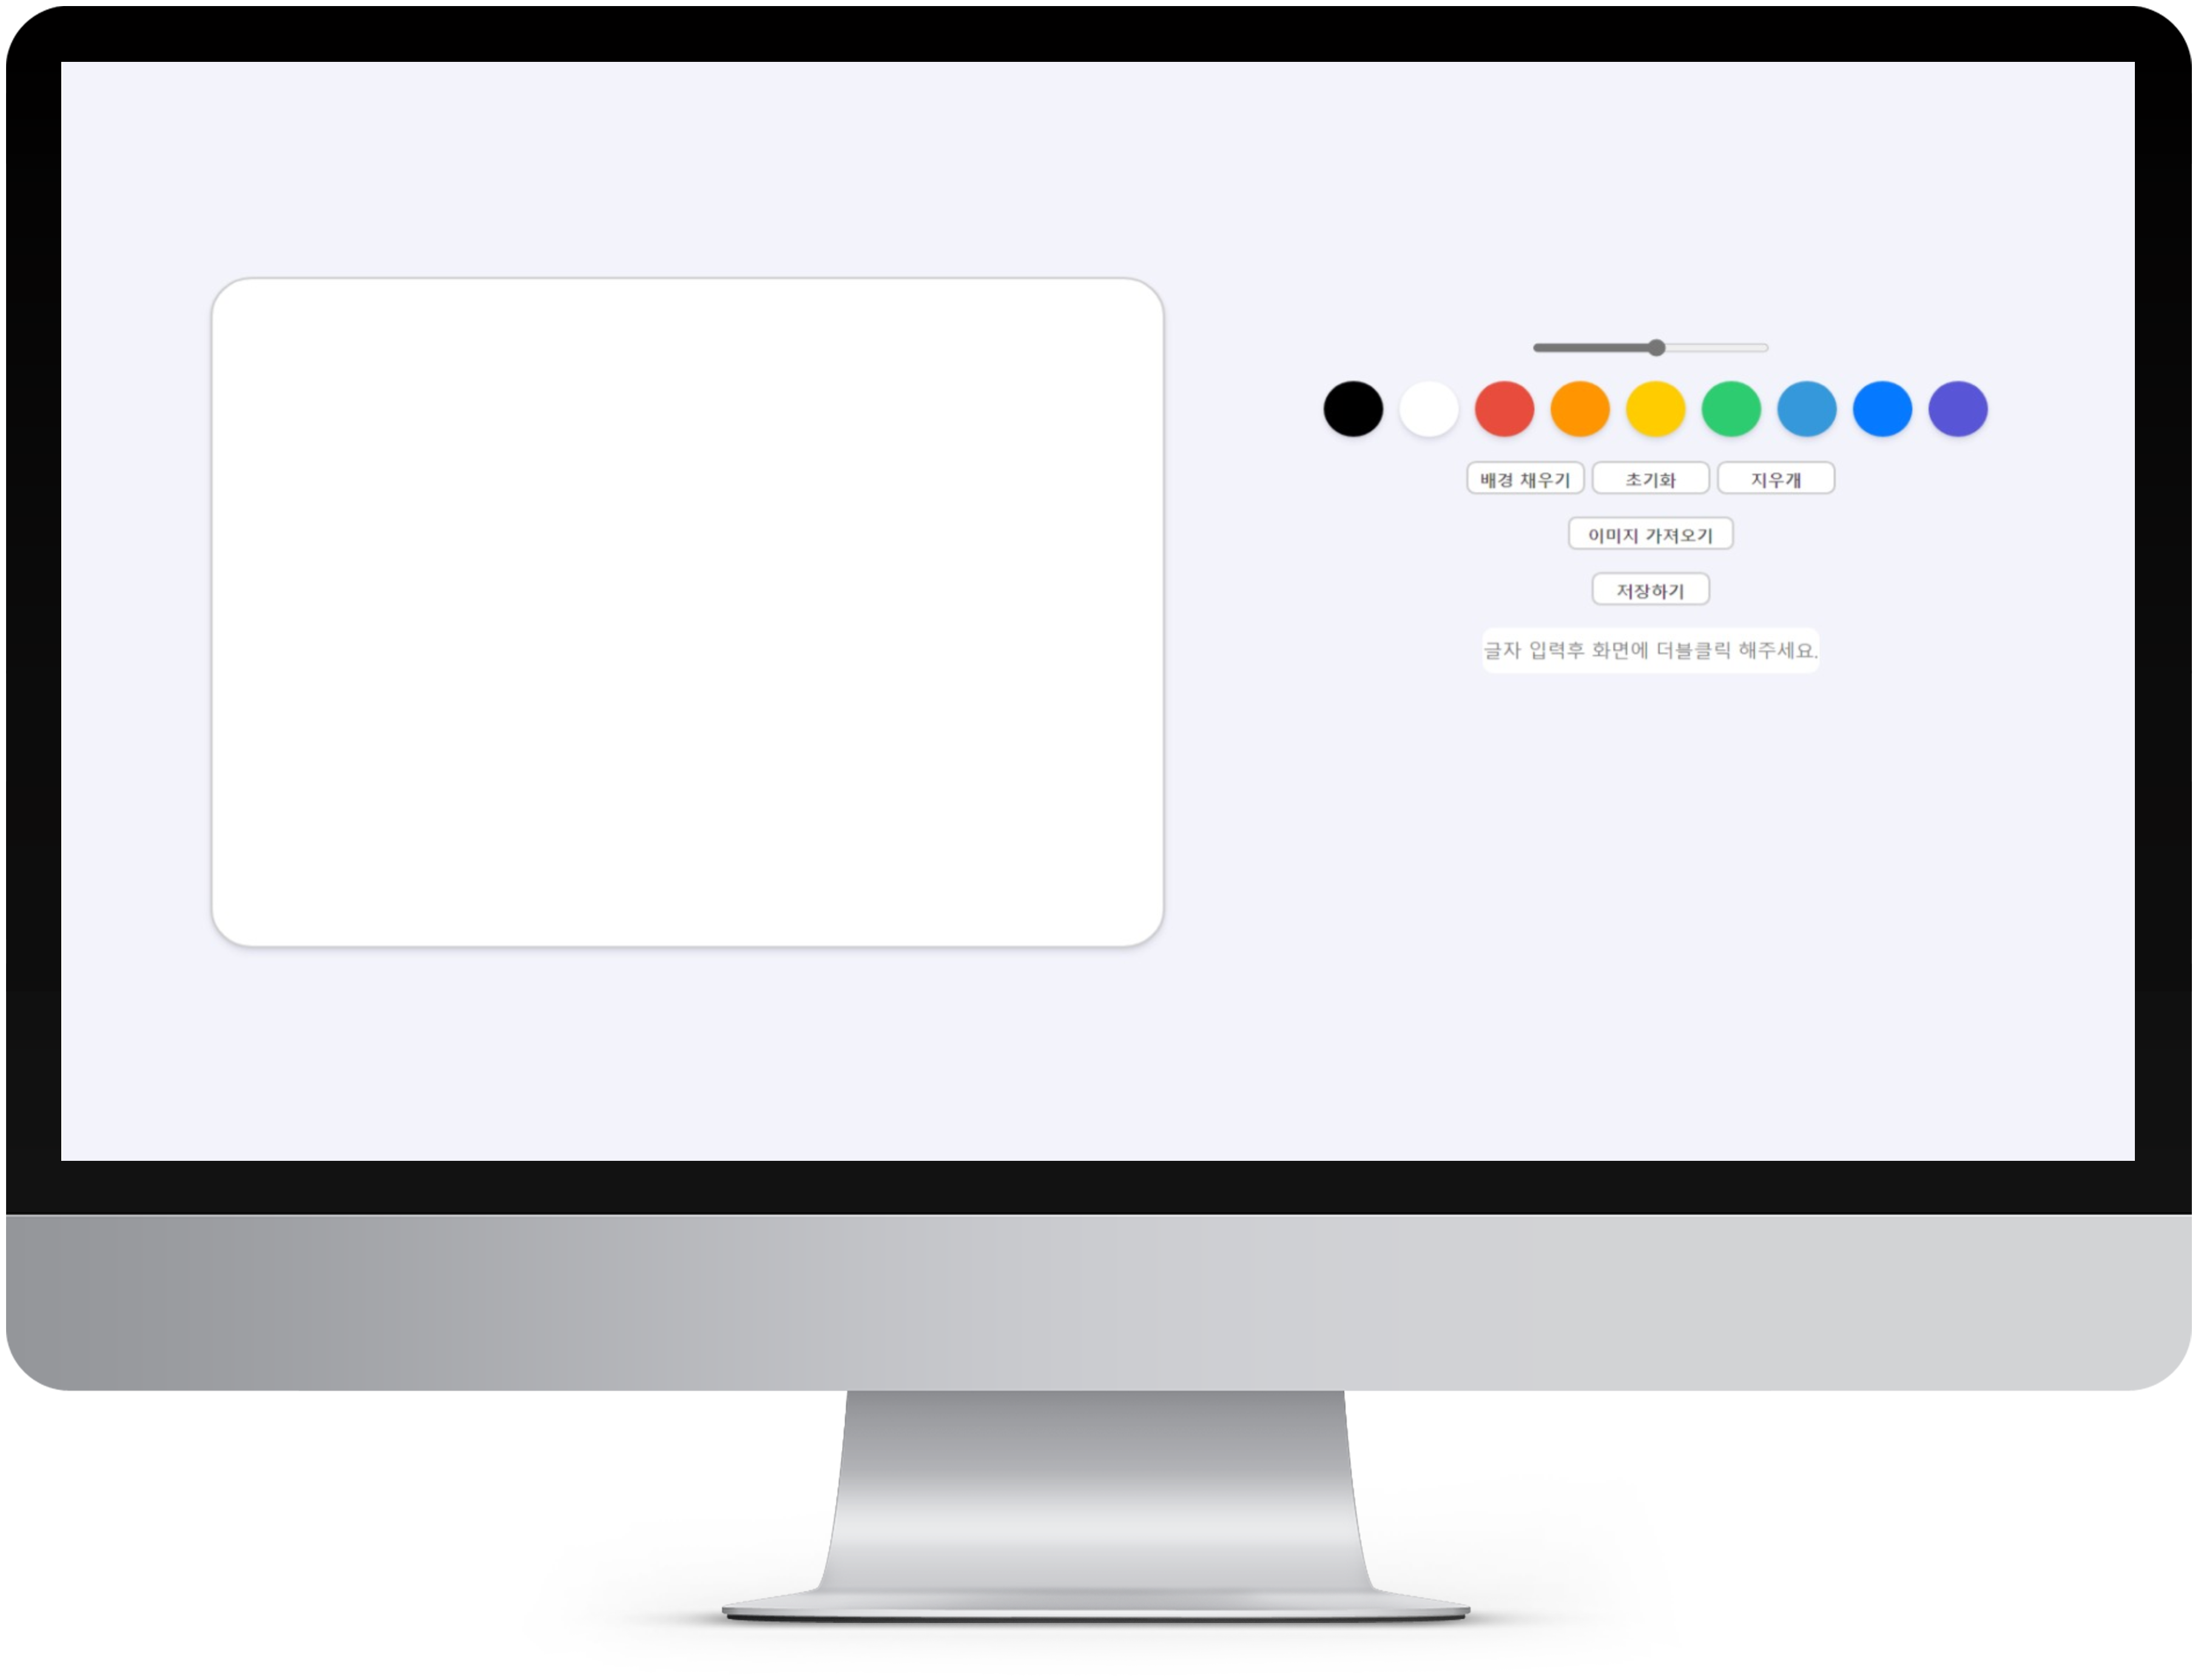 배경 채우기 초기화 지우개
이미지 가져오기
저장하기
글자 입력후 화면에 더블클릭 해주세요.